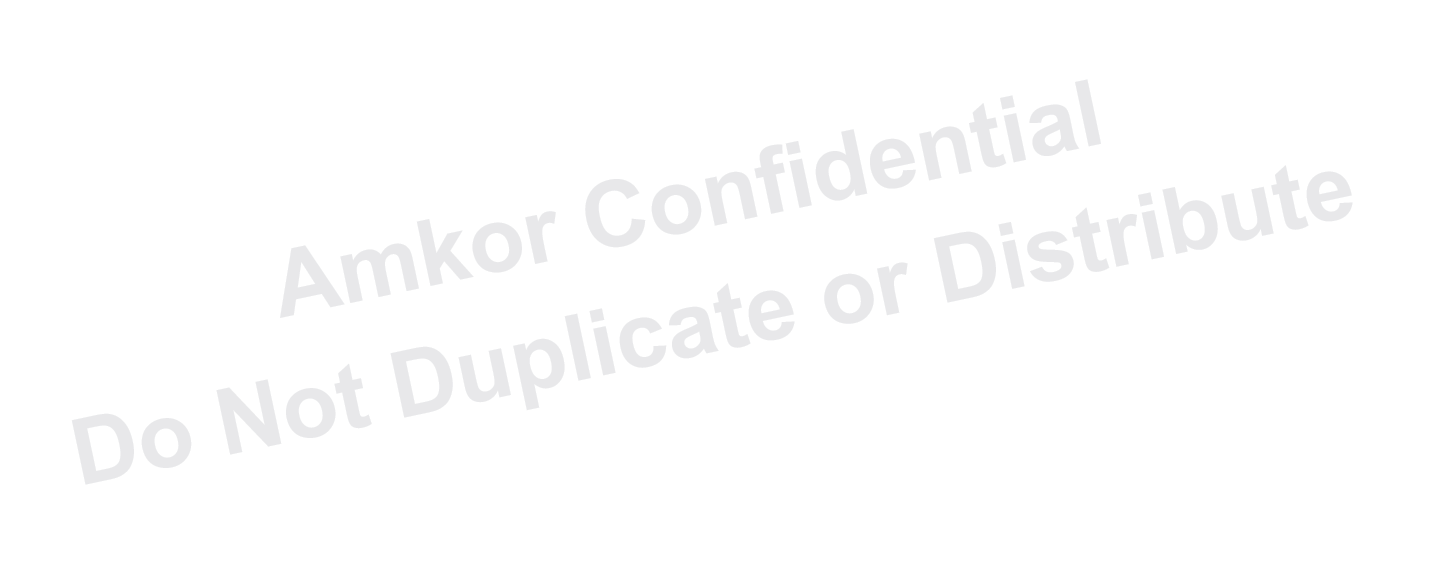 Amkor Confidential
Do Not Duplicate or Distribute